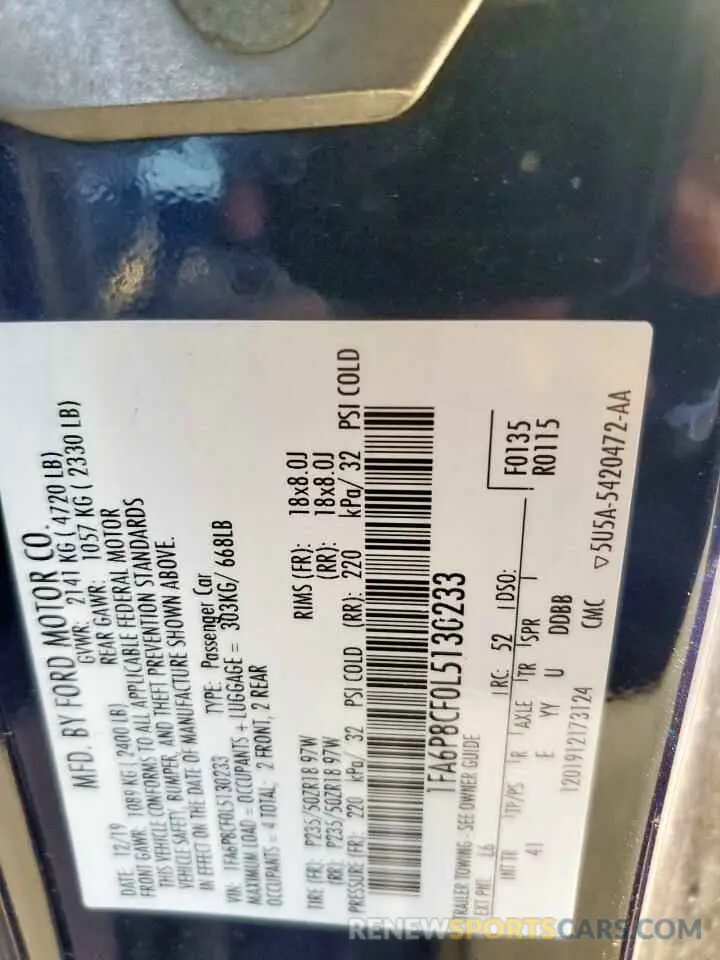 MFD. BY FORD MOTOR CO.
DATE: 12/19 GVWR: 2141 KG ( 4720 LB)
FRONT GAWR: 1089 KG ( 2400 LB) REAR GAWR: 1057 KG ( 2330 LB)
THIS VEHICLE CONFORMS TO ALL APPLICABLE FEDERAL MOTOR
VEHICLE SAFETY, BUMPER, AND THEFT PREVENTION STANDARDS
IN EFFECT ON THE DATE OF MANUFACTURE SHOWN ABOVE.
VIN: 1FA6P8CF0L5130233 TYPE: Passenger Car
MAXIMUM LOAD = OCCUPANTS + LUGGAGE = 303KG/ 668LB
OCCUPANTS = 4 TOTAL: 2 FRONT, 2 REAR
TIRE (FR): P235/50ZR18 97W RIMS (FR): 18x8.0J
(RR): P235/50ZR18 97W (RR): 18x8.0J
PRESSURE (FR): 220 kPa/ 32 PSI COLD (RR): 220 kPa/ 32 PSI COLD
1FA6P8CF0L5130233
TRAILER TOWING - SEE OWNER GUIDE F0135
EXT PNT: L6 RC: 52 DSO: R0115
INT TR TP/PS R AXLE TR SPR
41 E YY U DDBB
12019121731​24 CMC ▽5U5A-5420472-AA
RENEWSPORTSCARS.COM